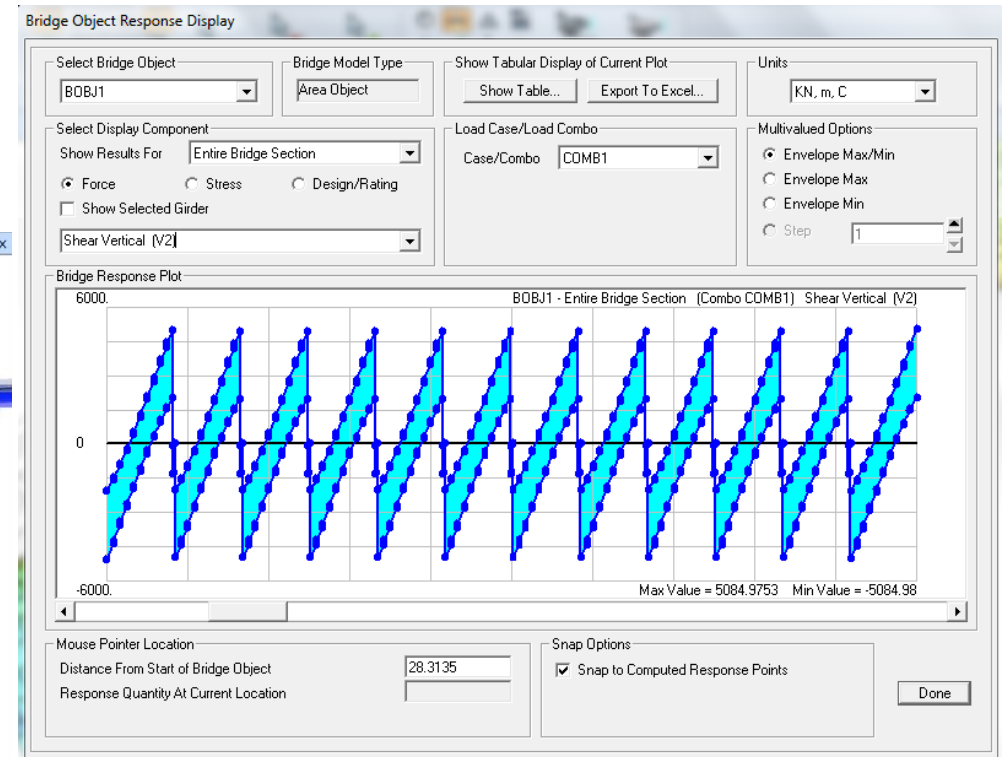 Bridge Object Response Display
Select Bridge Object
BOBJ1
Bridge Model Type
Area Object
Show Tabular Display of Current Plot
Show Table...
Export To Excel...
Units
KN, m, C
Select Display Component
Show Results For
Entire Bridge Section
Force
Stress
Design/Rating
Show Selected Girder
Shear Vertical (V2)
Load Case/Load Combo
Case/Combo
COMB1
Multivalued Options
Envelope Max/Min
Envelope Max
Envelope Min
Step
1
Bridge Response Plot
6000.
BOBJ1 - Entire Bridge Section (Combo COMB1) Shear Vertical (V2)
0
-6000.
Max Value = 5084.9753 Min Value = -5084.98
Mouse Pointer Location
Distance From Start of Bridge Object
28.3135
Response Quantity At Current Location
Snap Options
Snap to Computed Response Points
Done